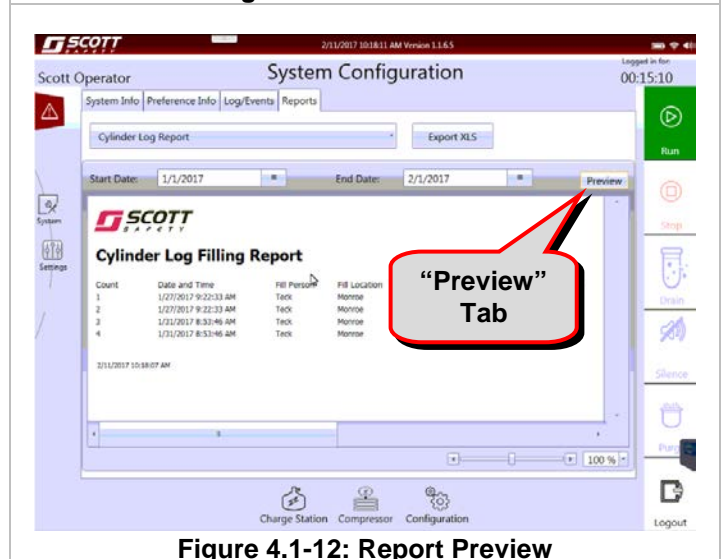 SCOTT
SAFETY
2/11/2017 10:18:11 AM Version 1.1.6.5
Scott Operator
System Configuration
Logged in for:
00:15:10
System Info Preference Info Log/Events Reports
Cylinder Log Report
Export XLS
Run
Start Date: 1/1/2017
End Date: 2/1/2017
Preview
System
Settings
Stop
SCOTT
SAFETY
Cylinder Log Filling Report
Count Date and Time Fill Person Fill Location
1 1/27/2017 9:22:33 AM Teck Monroe
2 1/27/2017 9:22:33 AM Teck Monroe
3 1/31/2017 8:53:46 AM Teck Monroe
4 1/31/2017 8:53:46 AM Teck Monroe
2/11/2017 10:18:07 AM
“Preview”
Tab
Drain
Silence
Purg
100 %
Charge Station Compressor Configuration
Logout
Figure 4.1-12: Report Preview